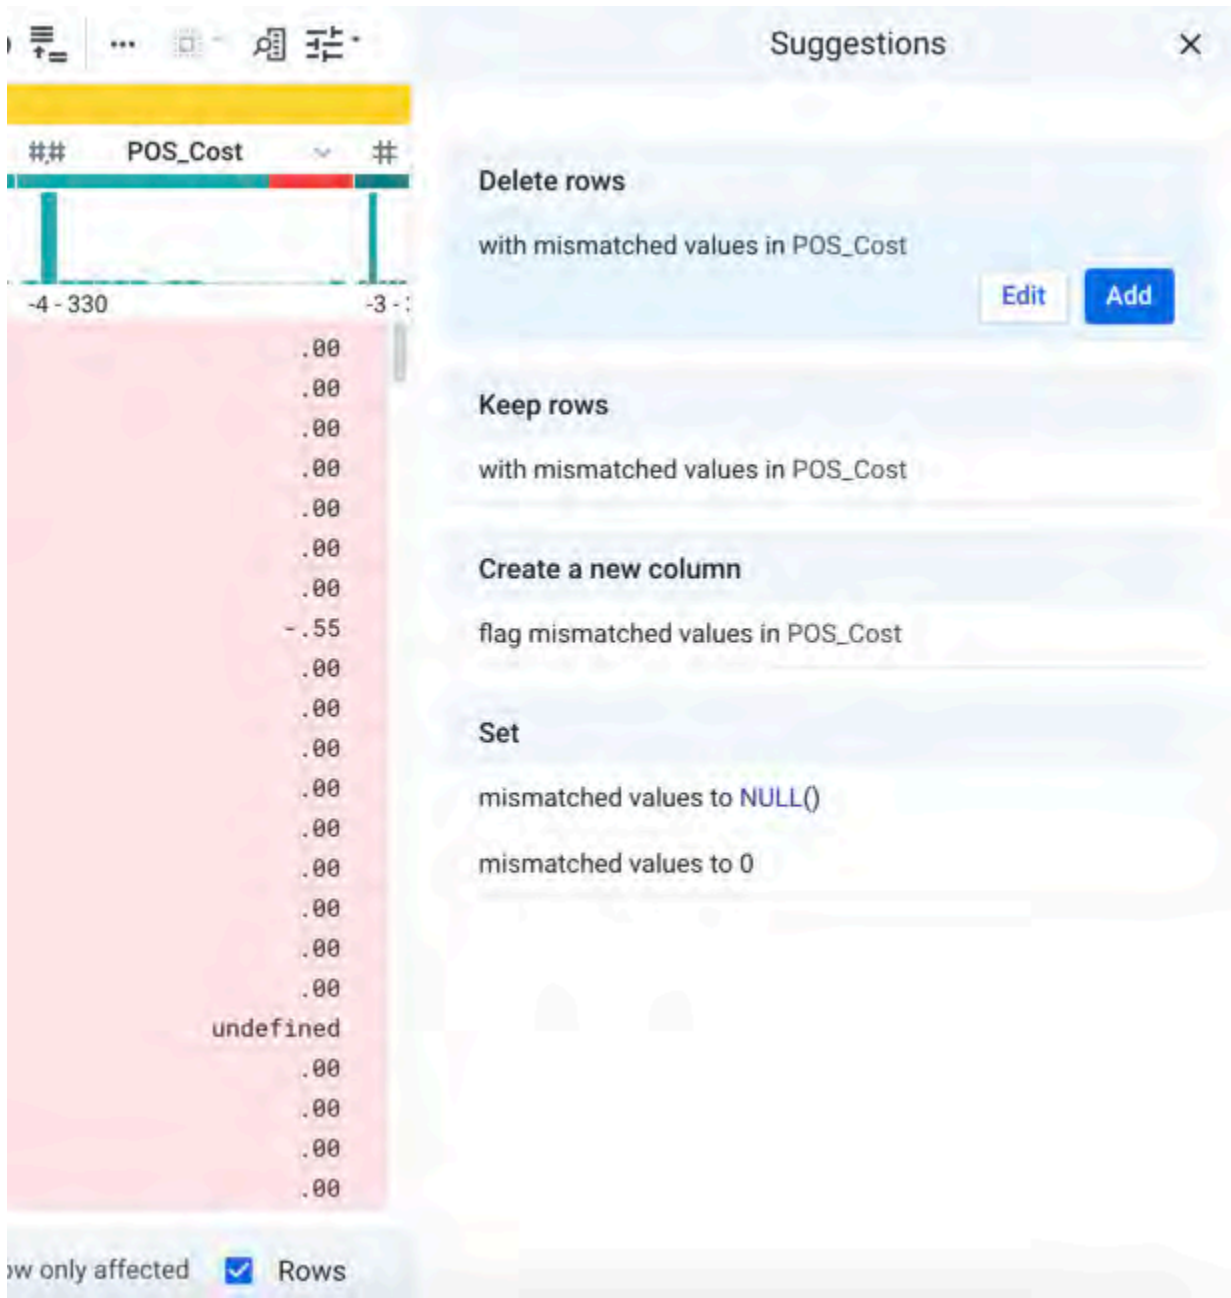 Suggestions
##
POS_Cost
#
-4 - 330
-3 -
.00
.00
.00
.00
.00
.00
.00
-.55
.00
.00
.00
.00
.00
.00
.00
.00
.00
undefined
.00
.00
.00
.00
ow only affected
Rows
Delete rows
with mismatched values in POS_Cost
Edit
Add
Keep rows
with mismatched values in POS_Cost
Create a new column
flag mismatched values in POS_Cost
Set
mismatched values to NULL()
mismatched values to 0